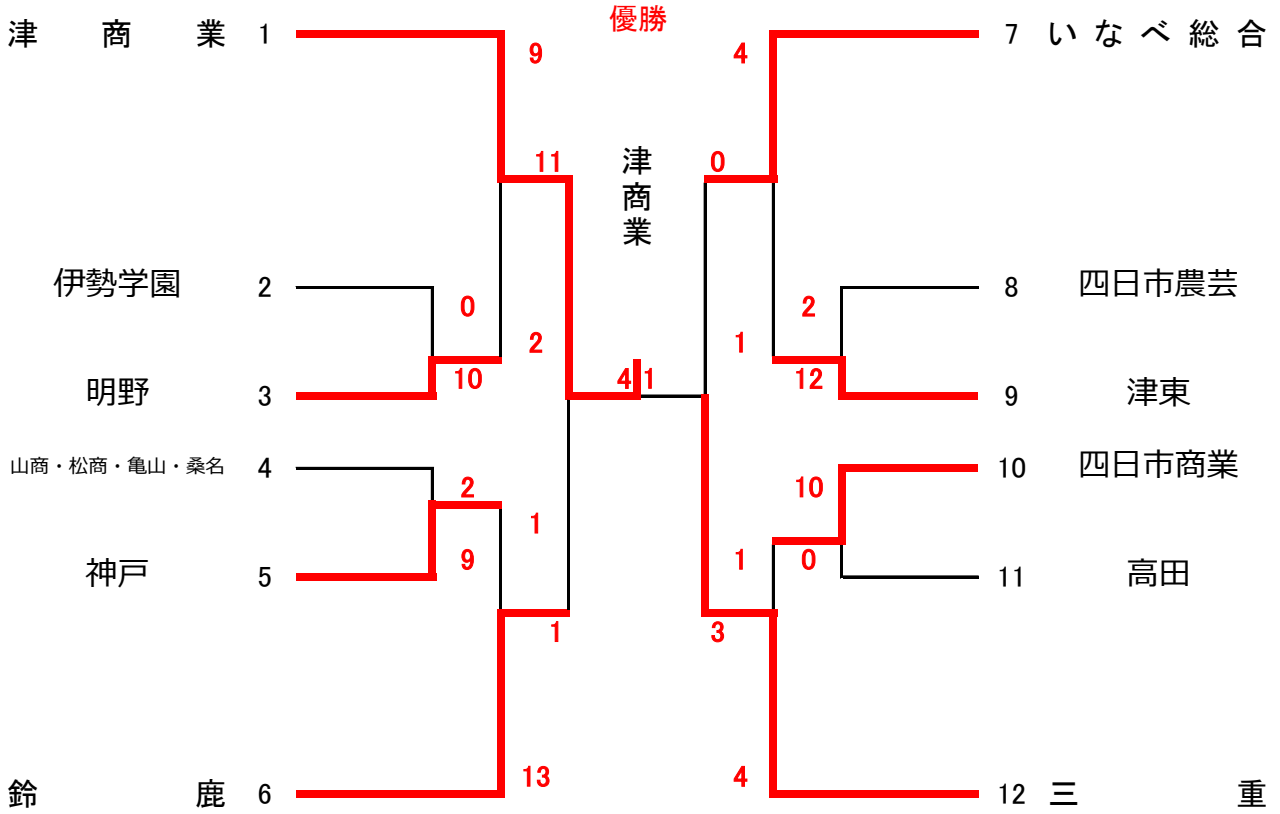 優勝
津商業 1
9
4
7 いなべ総合
11
津商業
0
伊勢学園 2
0
2
8 四日市農芸
2
1
明野 3
10
4 1
12
9 津東
山商・松商・亀山・桑名 4
2
10
10 四日市商業
1
神戸 5
9
1
0
11 高田
1
3
鈴鹿 6
13
4
12 三重